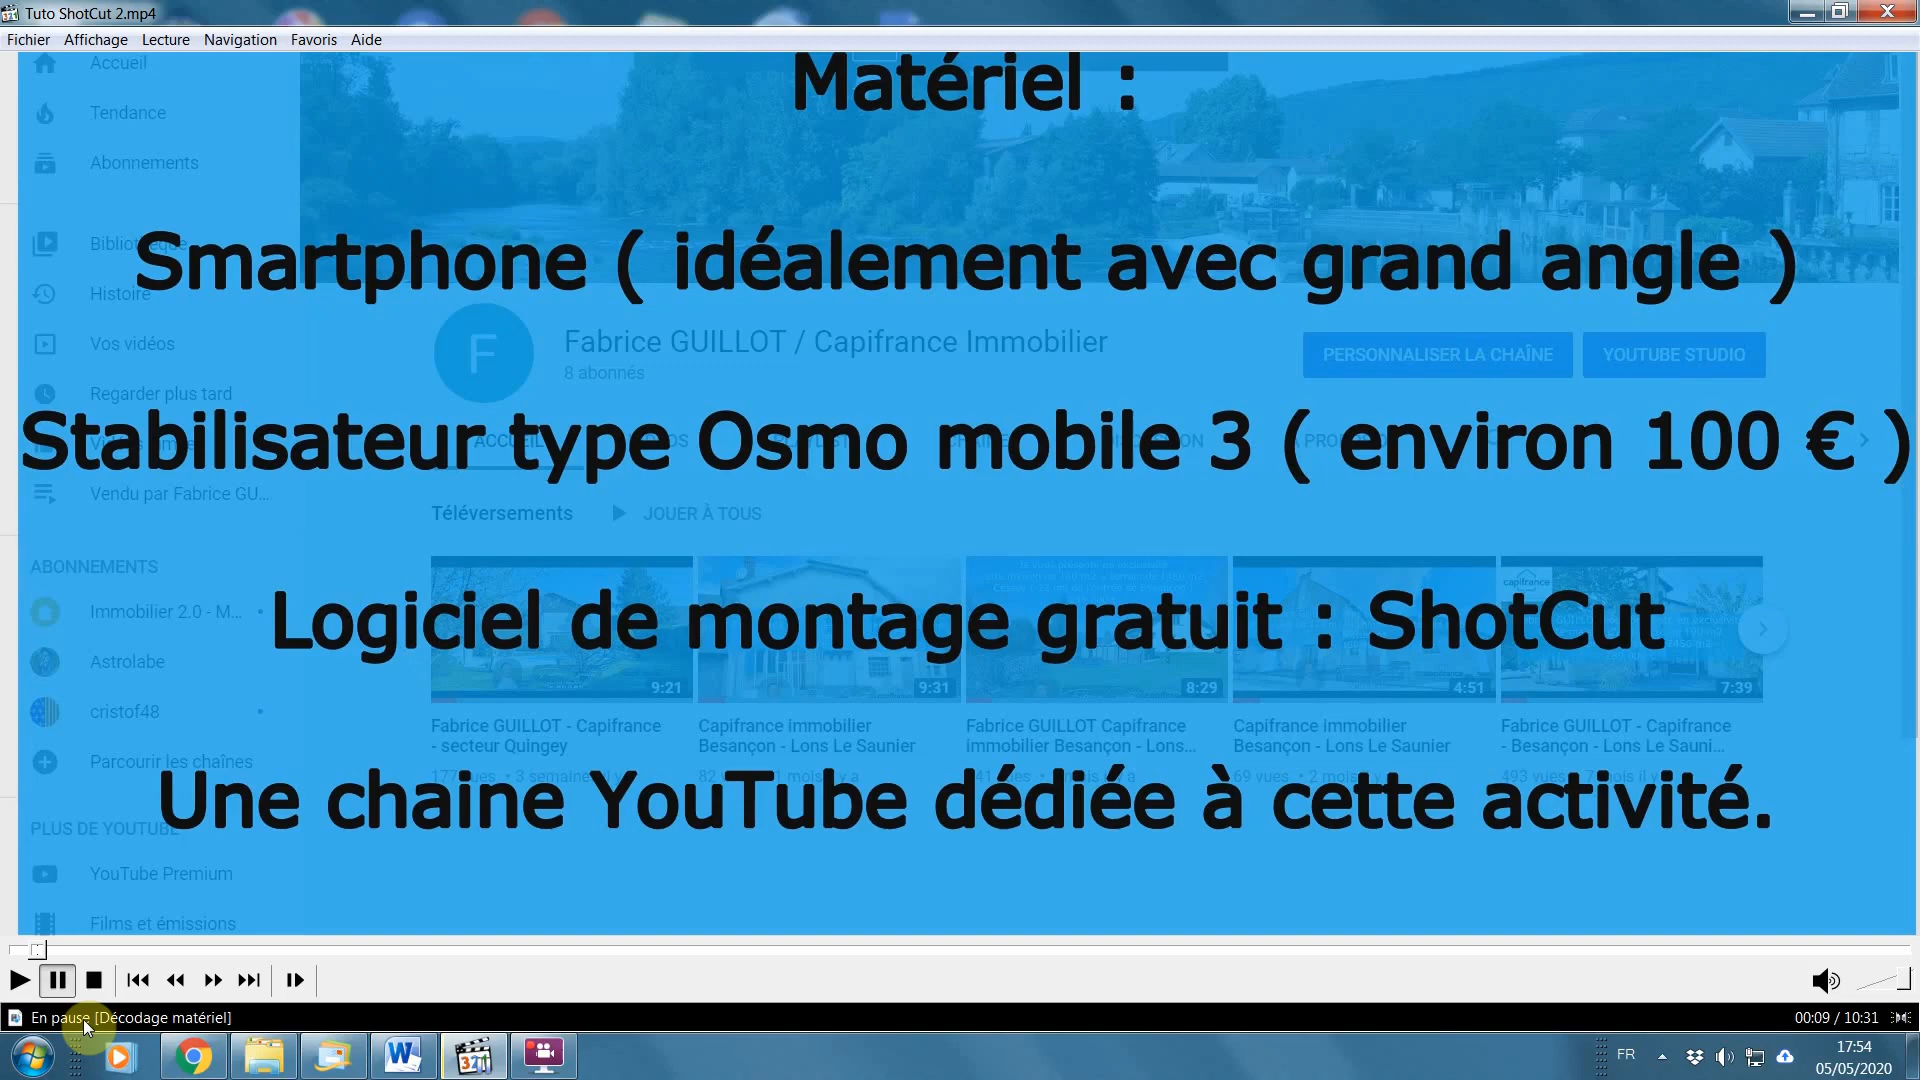 Tuto ShotCut 2.mp4
Fichier Affichage Lecture Navigation Favoris Aide
Matériel :
Smartphone ( idéalement avec grand angle )
Stabilisateur type Osmo mobile 3 ( environ 100 € )
Logiciel de montage gratuit : ShotCut
Une chaine YouTube dédiée à cette activité.
Accueil
Tendance
Abonnements
Bibliothèque
Histoire
Vos vidéos
Regarder plus tard
Vendu par Fabrice GU...
ABONNEMENTS
Immobilier 2.0 - M...
Astrolabe
cristof48
Parcourir les chaînes
PLUS DE YOUTUBE
YouTube Premium
Films et émissions
F
Fabrice GUILLOT / Capifrance Immobilier
8 abonnés
PERSONNALISER LA CHAÎNE
YOUTUBE STUDIO
ACCUEIL
Téléversements
JOUER À TOUS
9:21
9:31
8:29
4:51
7:39
capifrance
Fabrice GUILLOT - Capifrance
- secteur Quingey
Capifrance immobilier
Besançon - Lons Le Saunier
Fabrice GUILLOT Capifrance
immobilier Besançon - Lons...
Capifrance immobilier
Besançon - Lons Le Saunier
Fabrice GUILLOT - Capifrance
- Besançon - Lons Le Sauni...
En pause [Décodage matériel]
00:09 / 10:31
321
FR
17:54
05/05/2020